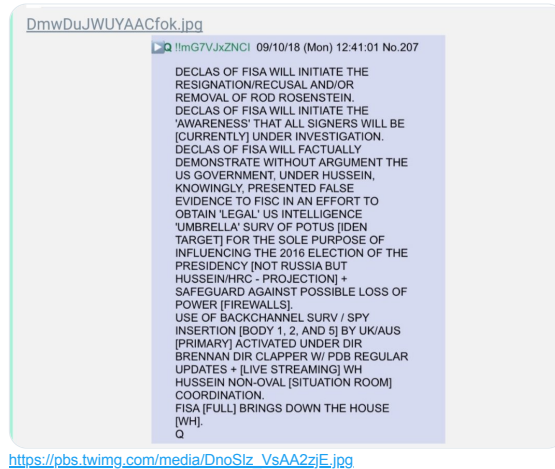 DmwDuJWUYAACfok.jpg
Q !!mG7VJxZNCI 09/10/18 (Mon) 12:41:01 No.207
DECLAS OF FISA WILL INITIATE THE
RESIGNATION/RECUSAL AND/OR
REMOVAL OF ROD ROSENSTEIN.
DECLAS OF FISA WILL INITIATE THE
'AWARENESS' THAT ALL SIGNERS WILL BE
[CURRENTLY] UNDER INVESTIGATION.
DECLAS OF FISA WILL FACTUALLY
DEMONSTRATE WITHOUT ARGUMENT THE
US GOVERNMENT, UNDER HUSSEIN,
KNOWINGLY, PRESENTED FALSE
EVIDENCE TO FISC IN AN EFFORT TO
OBTAIN 'LEGAL' US INTELLIGENCE
'UMBRELLA' SURV OF POTUS [IDEN
TARGET] FOR THE SOLE PURPOSE OF
INFLUENCING THE 2016 ELECTION OF THE
PRESIDENCY [NOT RUSSIA BUT
HUSSEIN/HRC - PROJECTION] +
SAFEGUARD AGAINST POSSIBLE LOSS OF
POWER [FIREWALLS].
USE OF BACKCHANNEL SURV / SPY
INSERTION [BODY 1, 2, AND 5] BY UK/AUS
[PRIMARY] ACTIVATED UNDER DIR
BRENNAN DIR CLAPPER W/ PDB REGULAR
UPDATES + [LIVE STREAMING] WH
HUSSEIN NON-OVAL [SITUATION ROOM]
COORDINATION.
FISA [FULL] BRINGS DOWN THE HOUSE
[WH].
Q
https://pbs.twimg.com/media/DnoSlz_VsAA2zjE.jpg